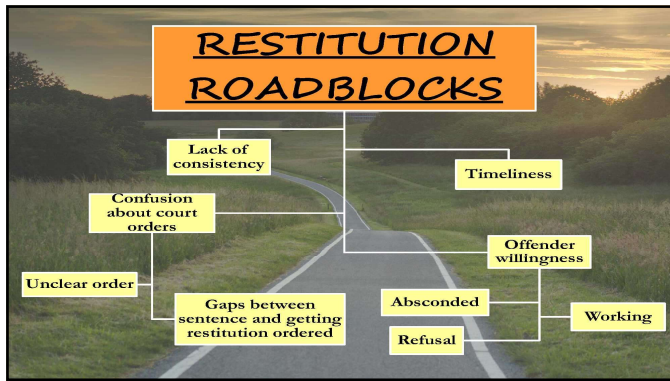 RESTITUTION
ROADBLOCKS
Lack of
consistency
Timeliness
Confusion
about court
orders
Offender
willingness
Unclear order
Gaps between
sentence and getting
restitution ordered
Absconded
Working
Refusal